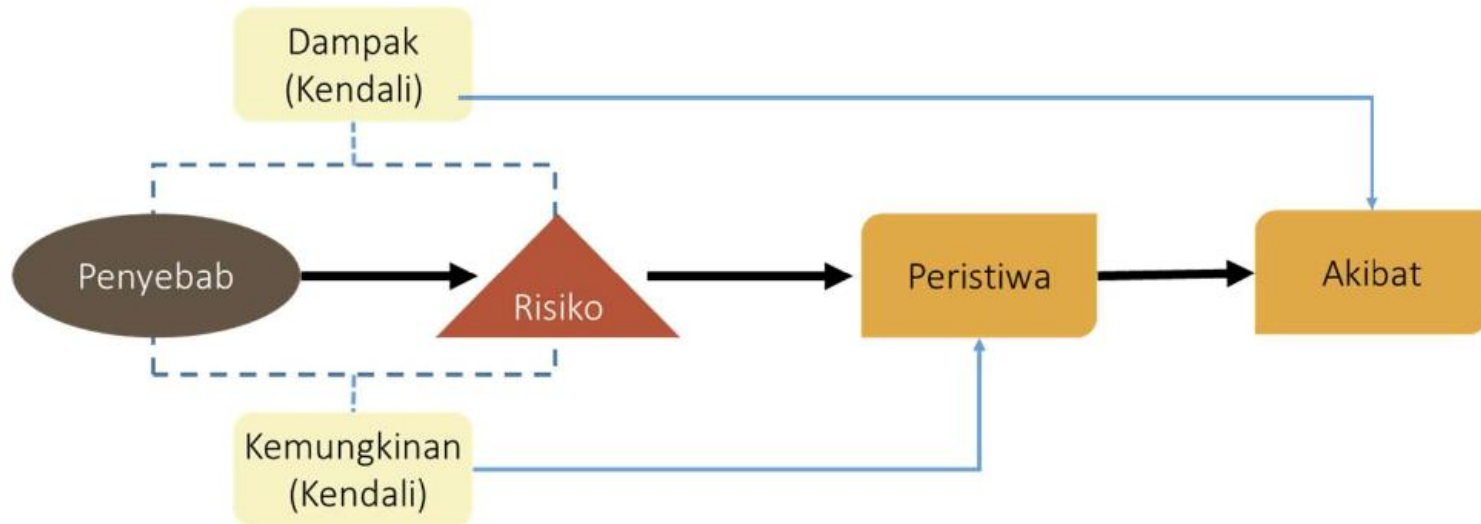 Dampak
(Kendali)
Penyebab
Risiko
Peristiwa
Akibat
Kemungkinan
(Kendali)